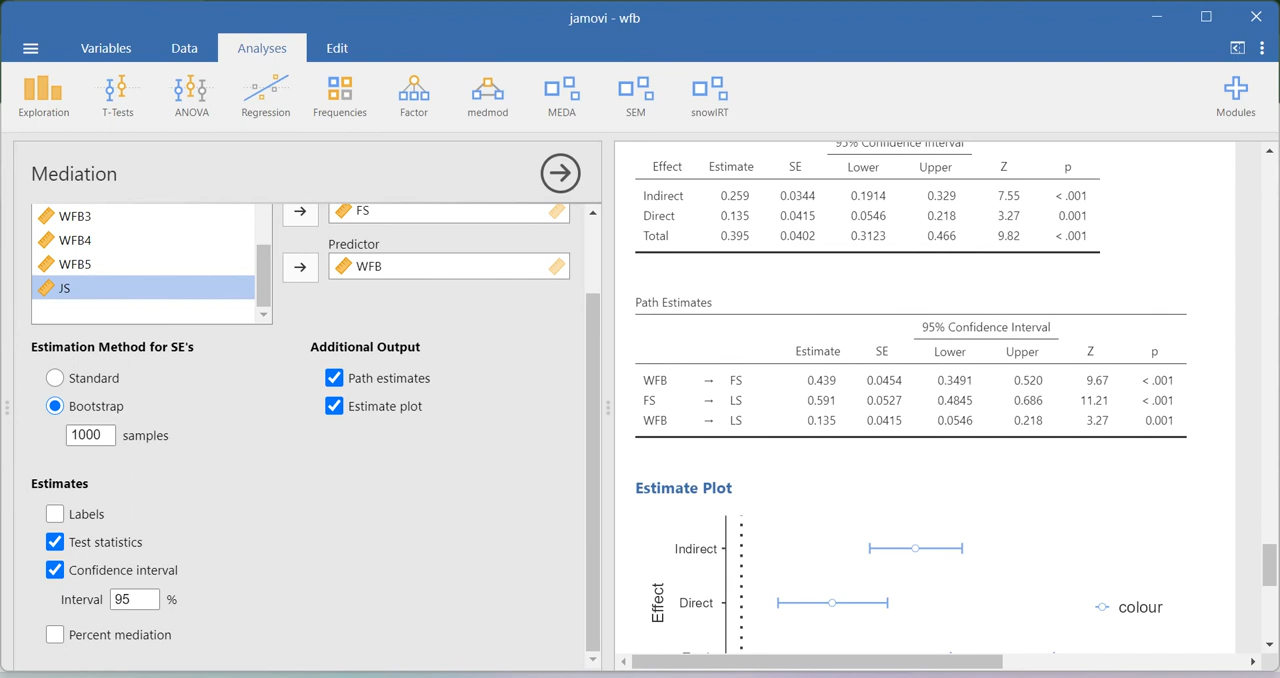 jamovi - wfb
Variables Data Analyses Edit
Exploration T-Tests ANOVA Regression Frequencies Factor medmod MEDA SEM snowIRT Modules
Mediation
WFB3
WFB4
WFB5
JS
FS
Predictor
WFB
Estimation Method for SE's
Standard
Bootstrap
1000 samples
Additional Output
Path estimates
Estimate plot
Estimates
Labels
Test statistics
Confidence interval
Interval 95 %
Percent mediation
95% Confidence Interval
Effect Estimate SE Lower Upper Z p
Indirect 0.259 0.0344 0.1914 0.329 7.55 < .001
Direct 0.135 0.0415 0.0546 0.218 3.27 0.001
Total 0.395 0.0402 0.3123 0.466 9.82 < .001
Path Estimates
95% Confidence Interval
Estimate SE Lower Upper Z p
WFB → FS 0.439 0.0454 0.3491 0.520 9.67 < .001
FS → LS 0.591 0.0527 0.4845 0.686 11.21 < .001
WFB → LS 0.135 0.0415 0.0546 0.218 3.27 0.001
Estimate Plot
Effect
Indirect
Direct
colour